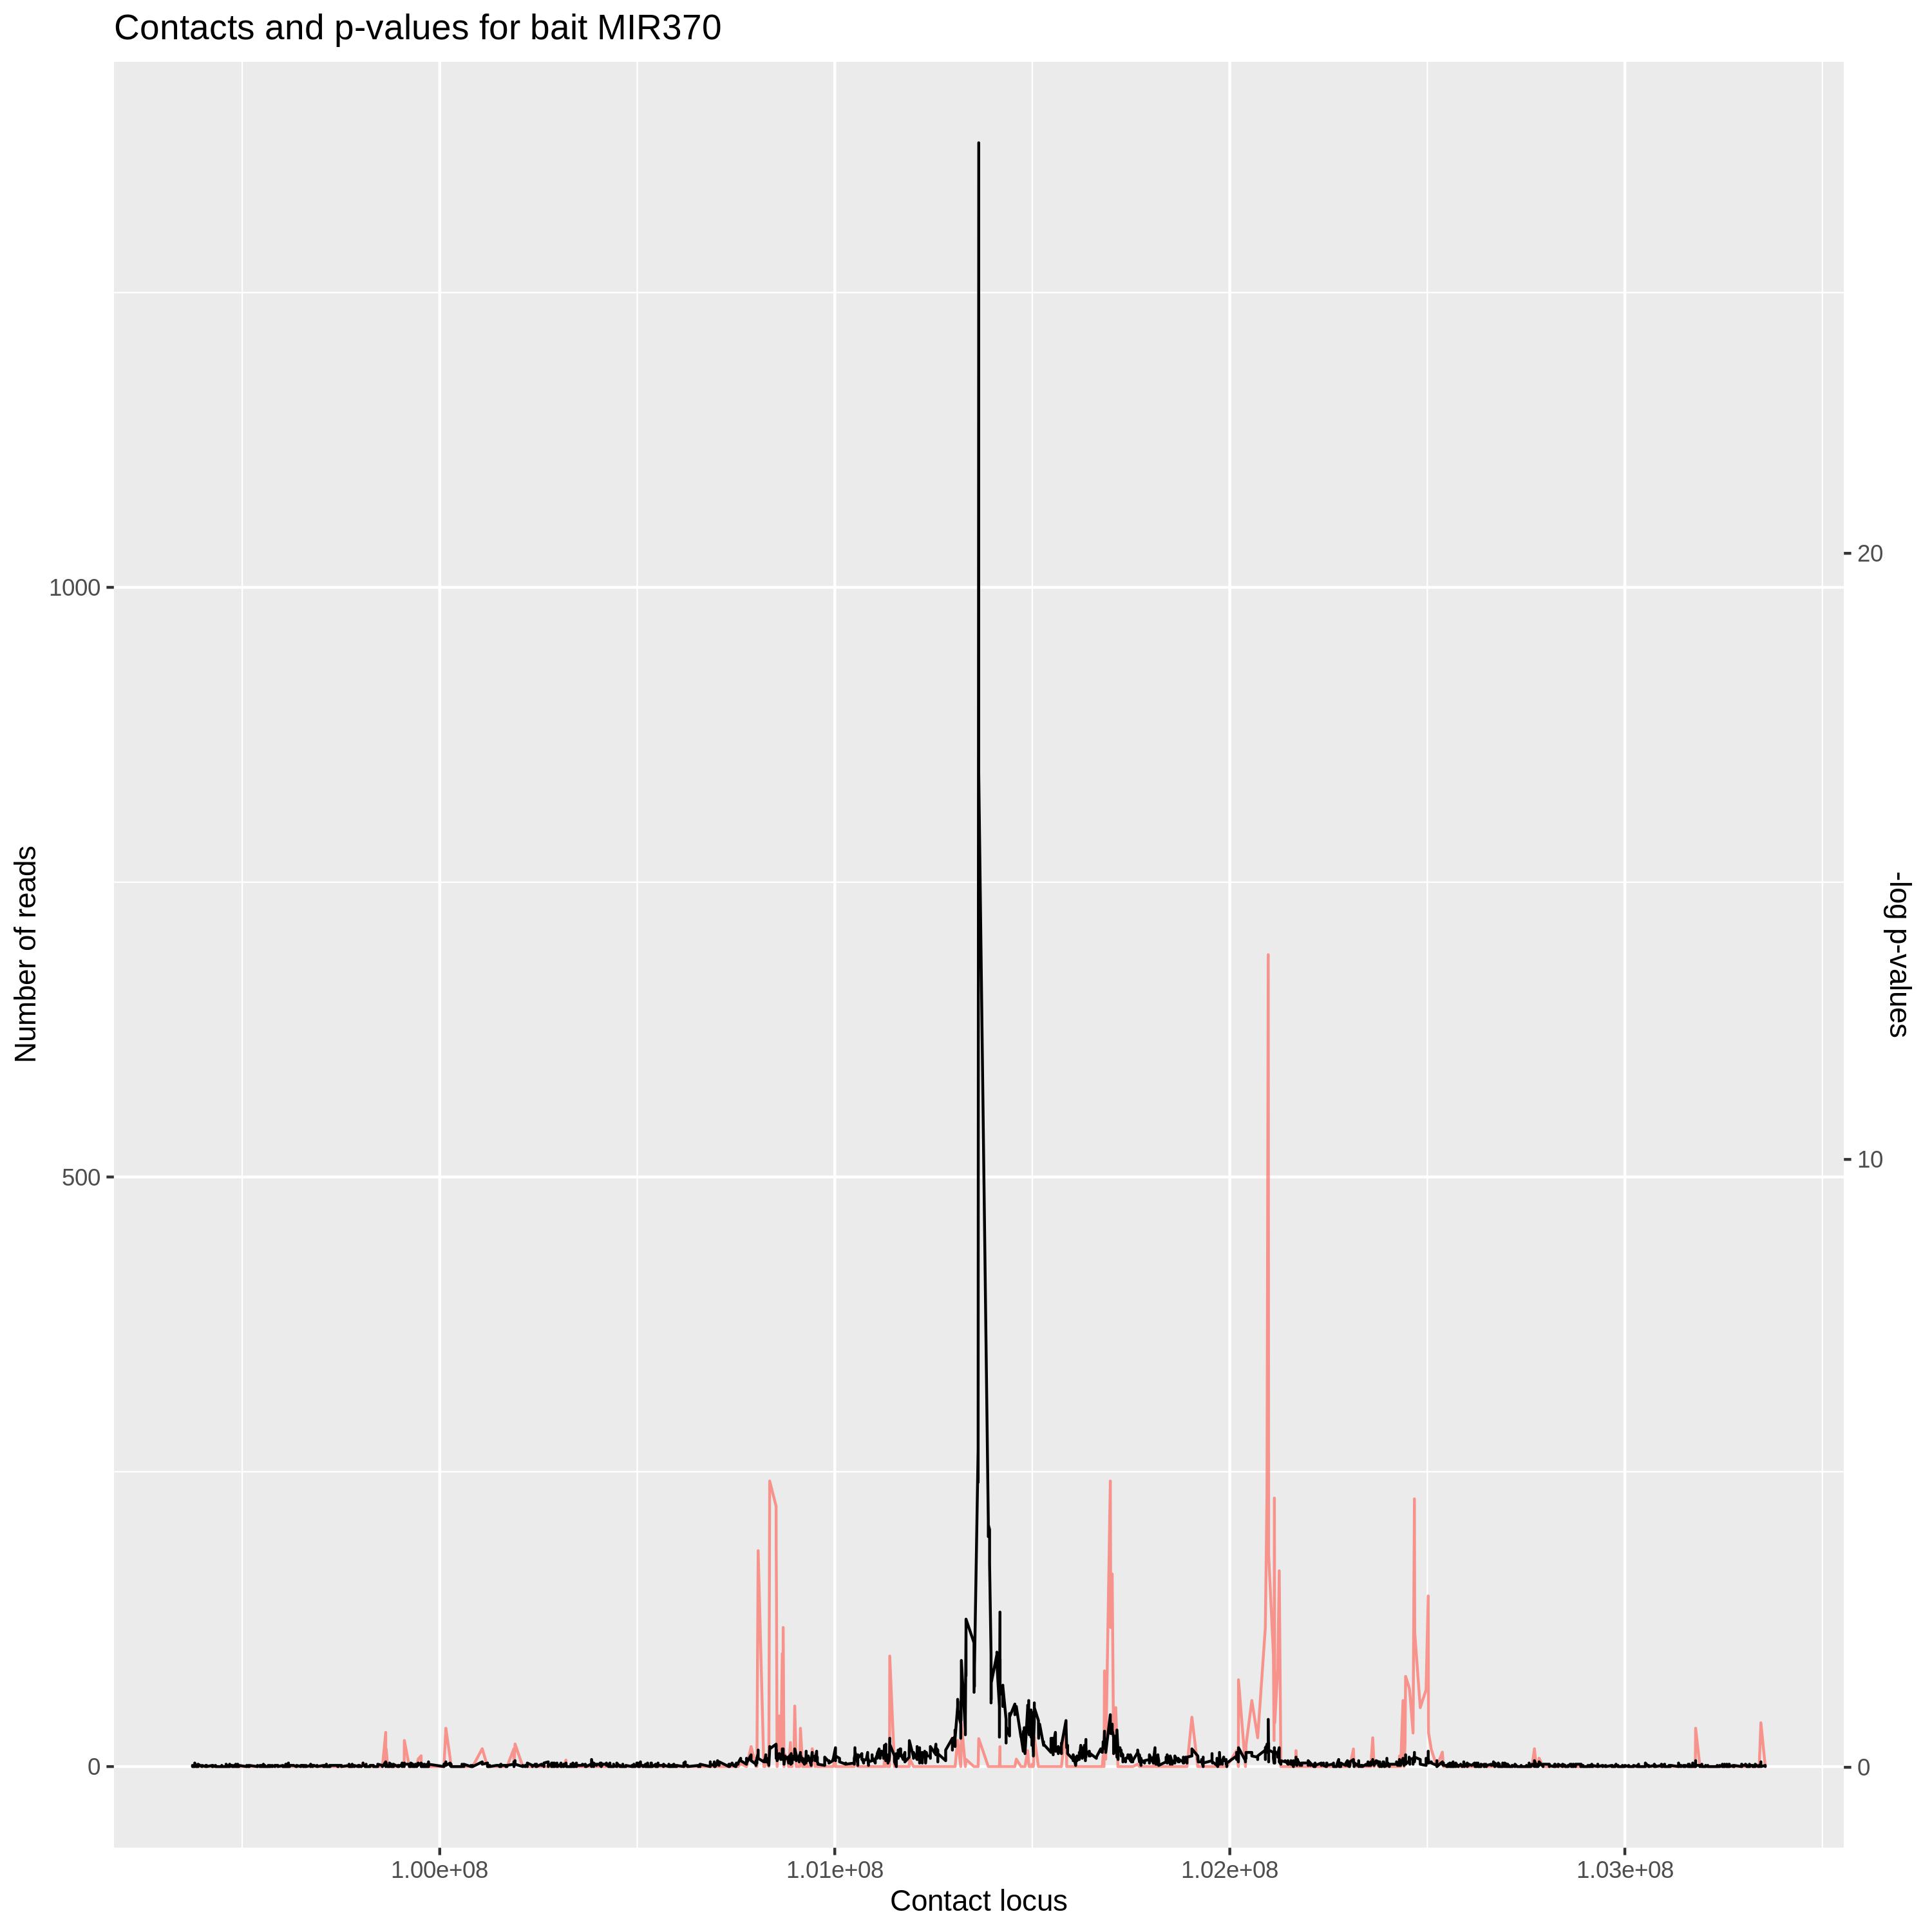 Contacts and p-values for bait MIR370
Number of reads
1000
500
0
20
10
0
-log p-values
1.00e+08
1.01e+08
1.02e+08
1.03e+08
Contact locus